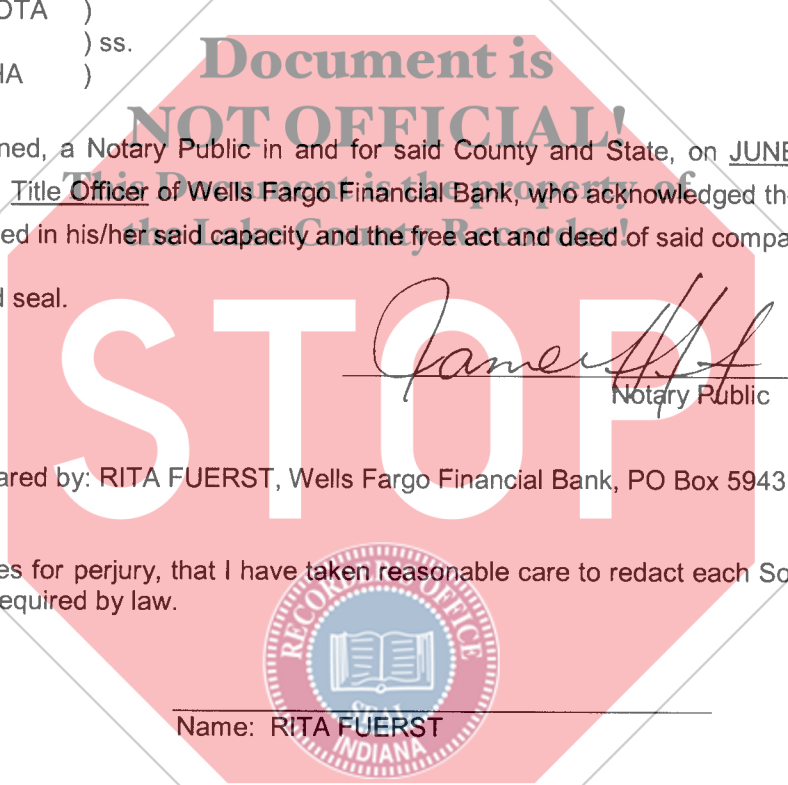 OTA )
) ss.
HA )
Document is
NOT OFFICIAL!
ned, a Notary Public in and for said County and State, on JUNE
This Document is the property of
Title Officer of Wells Fargo Financial Bank, who acknowledged th
the Lake County Recorder!
ed in his/her said capacity and the free act and deed of said compa
d seal.
STOP
Notary Public
ared by: RITA FUERST, Wells Fargo Financial Bank, PO Box 5943
es for perjury, that I have taken reasonable care to redact each So
equired by law.
RECORDER'S OFFICE
SEAL
INDIANA
Name: RITA FUERST